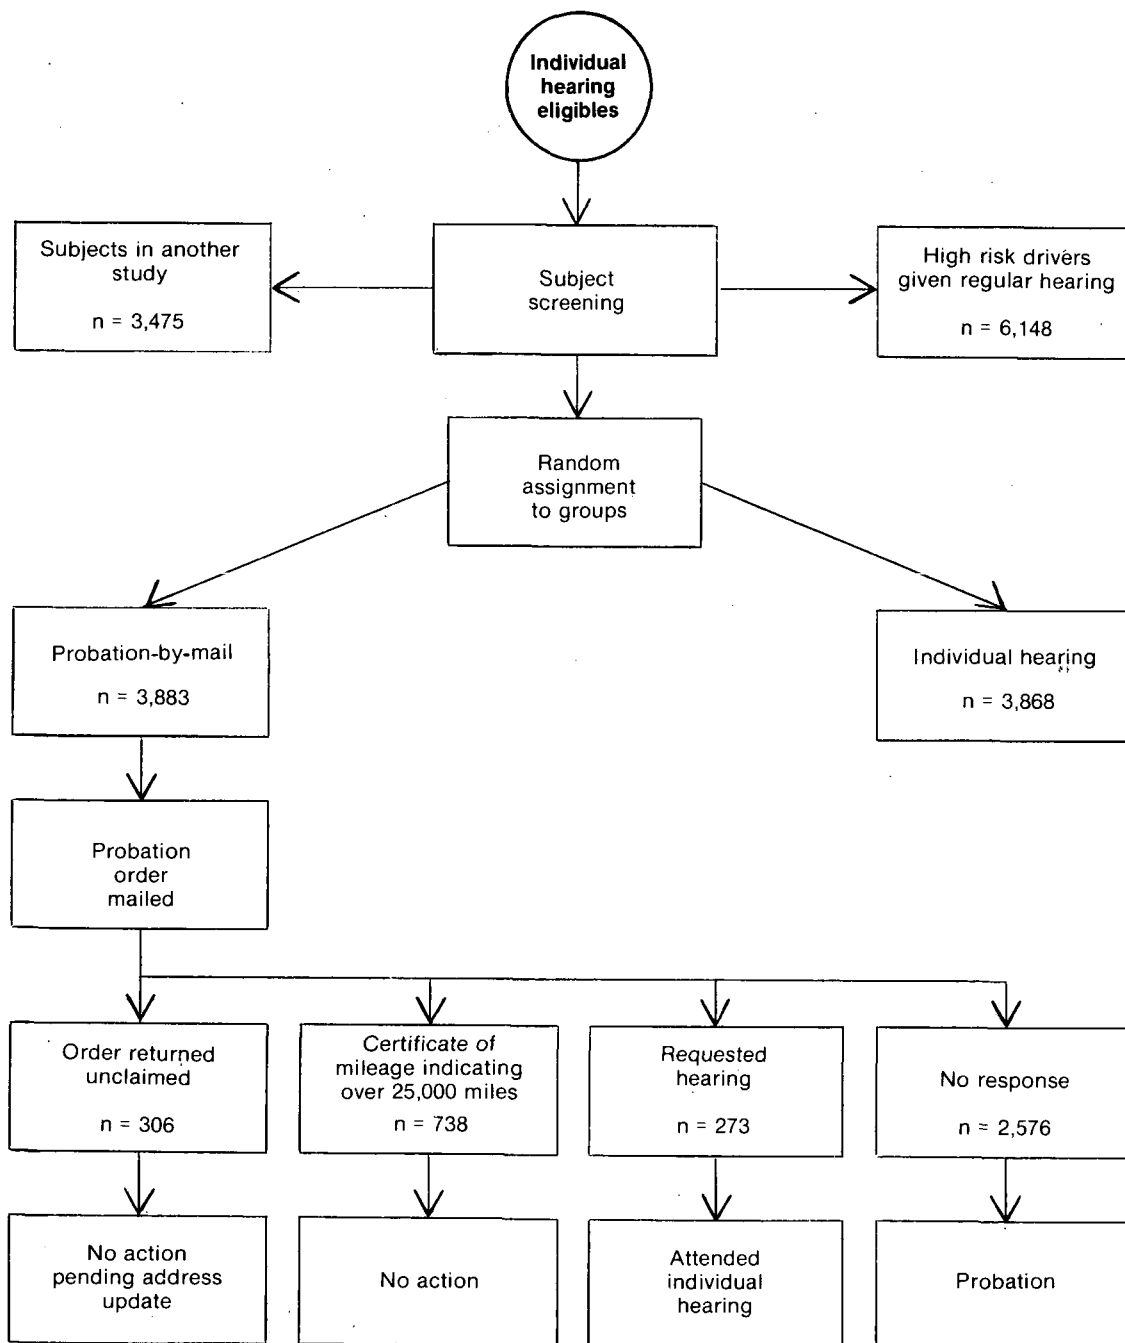 Individual
hearing
eligibles
Subjects in another
study
n = 3,475
Subject
screening
High risk drivers
given regular hearing
n = 6,148
Random
assignment
to groups
Probation-by-mail
n = 3,883
Individual hearing
n = 3,868
Probation
order
mailed
Order returned
unclaimed
n = 306
Certificate of
mileage indicating
over 25,000 miles
n = 738
Requested
hearing
n = 273
No response
n = 2,576
No action
pending address
update
No action
Attended
individual
hearing
Probation